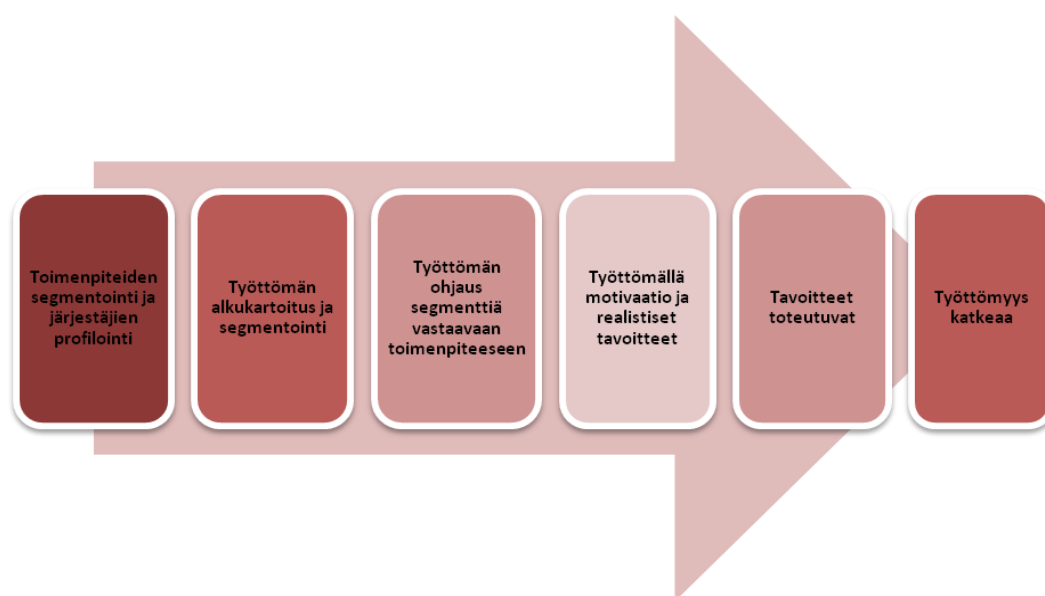 Toimenpiteiden
segmentointi ja
järjestäjien
profilointi
Työttömän
alkukartoitus ja
segmentointi
Työttömän
ohjaus
segmenttiä
vastaavaan
toimenpiteeseen
Työttömällä
motivaatio ja
realistiset
tavoitteet
Tavoitteet
toteutuvat
Työttömyys
katkeaa